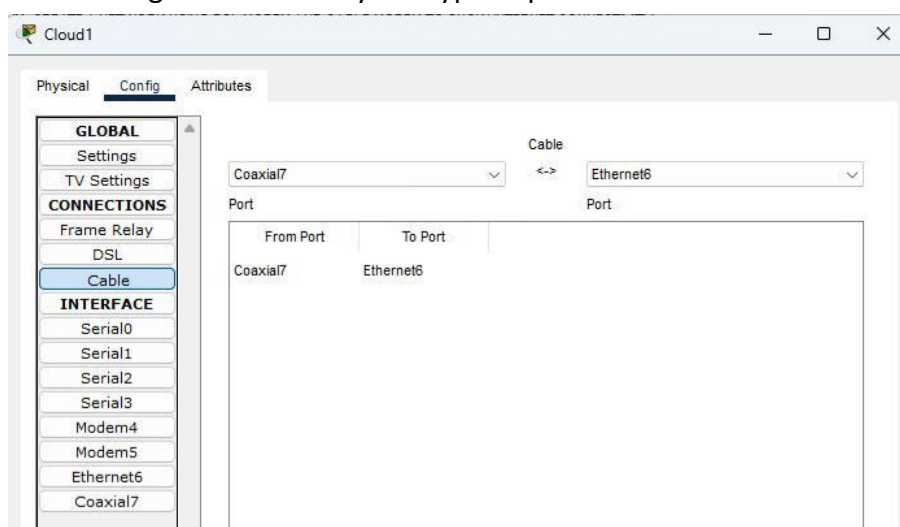 Cloud1
Physical Config Attributes
GLOBAL
Settings
TV Settings
CONNECTIONS
Frame Relay
DSL
Cable
INTERFACE
Serial0
Serial1
Serial2
Serial3
Modem4
Modem5
Ethernet6
Coaxial7
Cable
Coaxial7 <-> Ethernet6
Port Port
From Port To Port
Coaxial7 Ethernet6